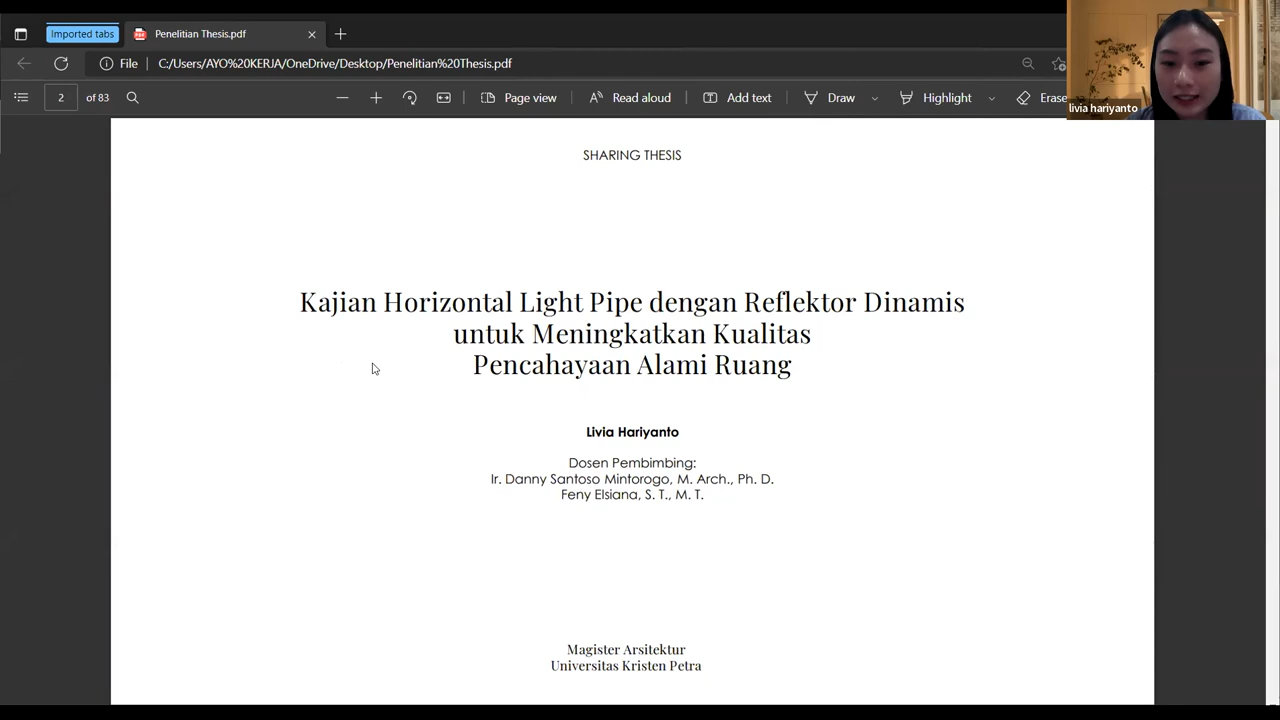 Imported tabs
Penelitian Thesis.pdf
File
C:/Users/AYO%20KERJA/OneDrive/Desktop/Penelitian%20Thesis.pdf
2 of 83
Page view
Read aloud
Add text
Draw
Highlight
Erase
livia hariyanto
SHARING THESIS
Kajian Horizontal Light Pipe dengan Reflektor Dinamis
untuk Meningkatkan Kualitas
Pencahayaan Alami Ruang
Livia Hariyanto
Dosen Pembimbing:
Ir. Danny Santoso Mintorogo, M. Arch., Ph. D.
Feny Elsiana, S. T., M. T.
Magister Arsitektur
Universitas Kristen Petra